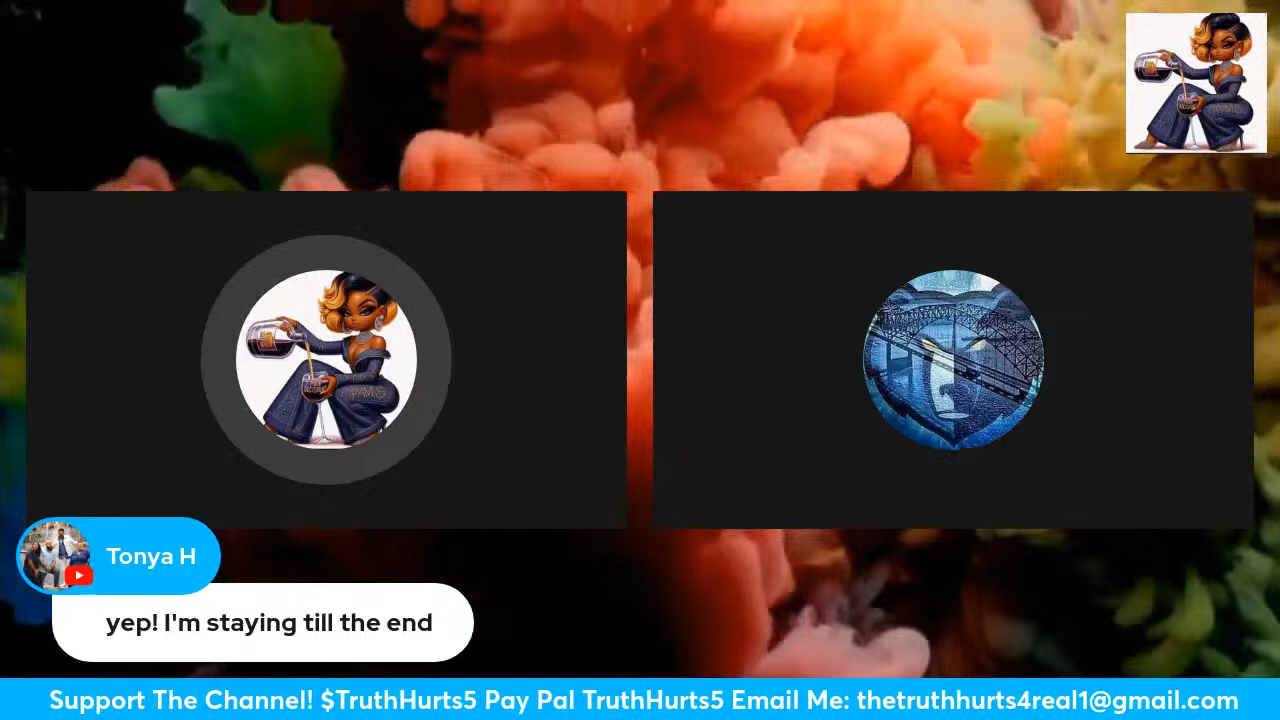 Tonya H
yep! I'm staying till the end
Support The Channel! $TruthHurts5 Pay Pal TruthHurts5 Email Me: thetruthhurts4real1@gmail.com